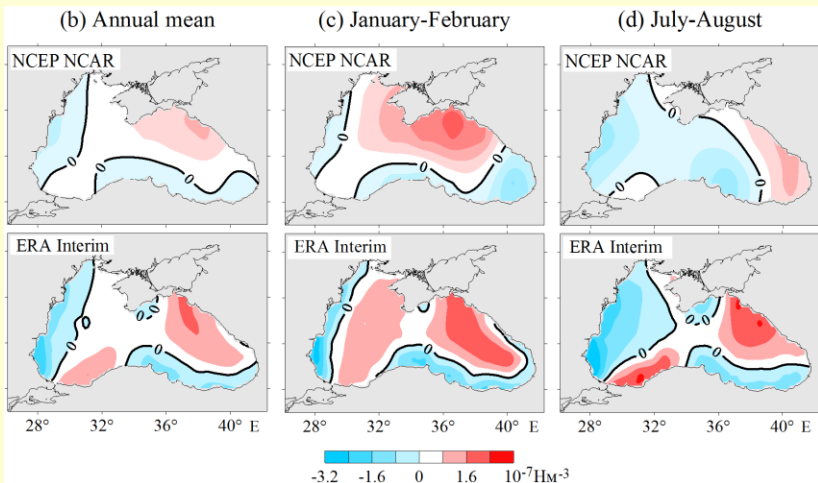 (b) Annual mean (c) January-February (d) July-August
NCEP NCAR NCEP NCAR NCEP NCAR
0 0 0 0 0 0
ERA Interim ERA Interim ERA Interim
0 0 0 0 0 0 0 0
28° 32° 36° 40° E 28° 32° 36° 40° E 28° 32° 36° 40° E
-3.2 -1.6 0 1.6 10⁻⁷Нм⁻³